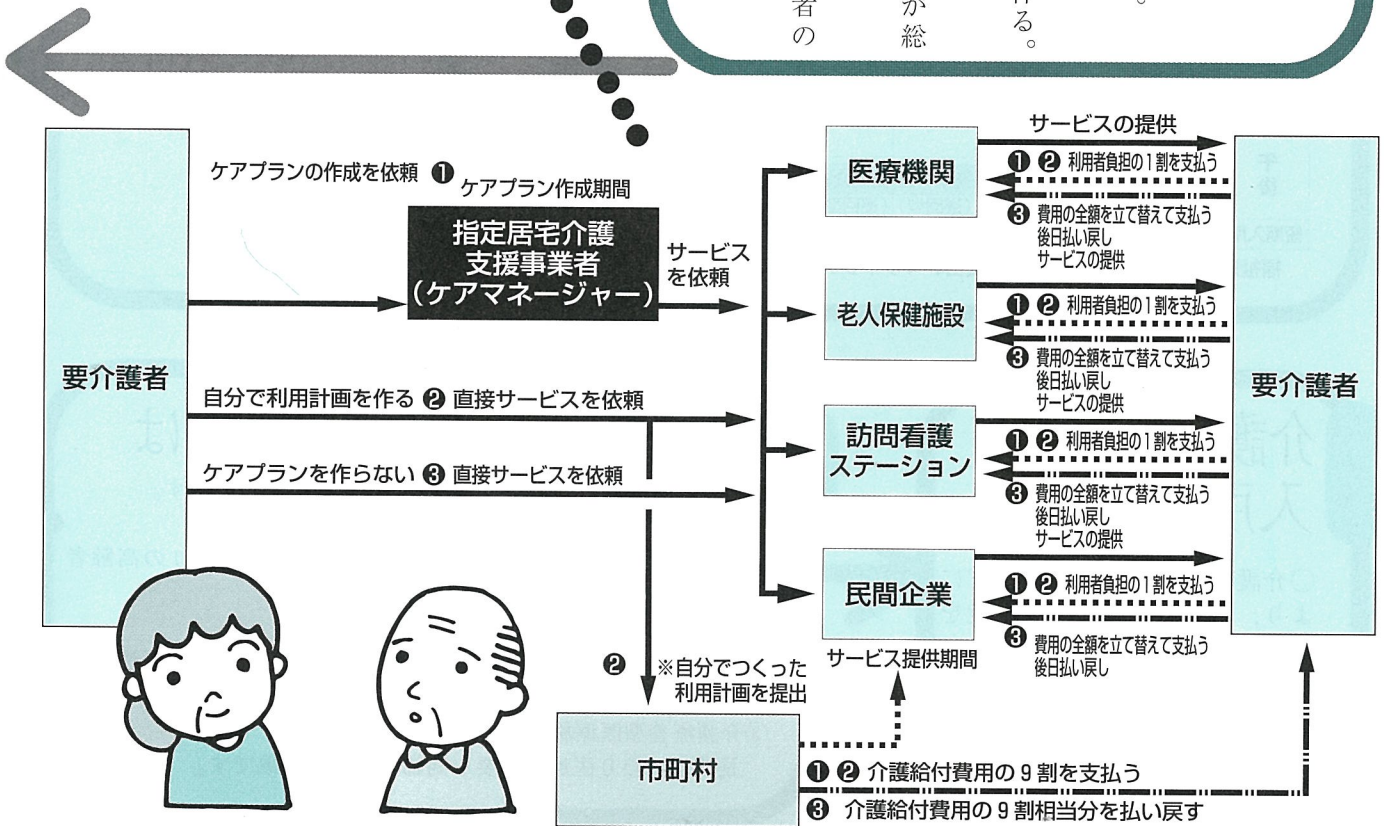 る。
が総
者の
ケアプランの作成を依頼 ❶
ケアプラン作成期間
指定居宅介護
支援事業者
(ケアマネージャー)
サービス
を依頼
要介護者
自分で利用計画を作る ❷ 直接サービスを依頼
ケアプランを作らない ❸ 直接サービスを依頼
❷ ※自分でつくった
利用計画を提出
市町村
医療機関
サービスの提供
❶ ❷ 利用者負担の1割を支払う
❸ 費用の全額を立て替えて支払う
後日払い戻し
サービスの提供
老人保健施設
❶ ❷ 利用者負担の1割を支払う
❸ 費用の全額を立て替えて支払う
後日払い戻し
サービスの提供
訪問看護
ステーション
❶ ❷ 利用者負担の1割を支払う
❸ 費用の全額を立て替えて支払う
後日払い戻し
サービスの提供
民間企業
❶ ❷ 利用者負担の1割を支払う
❸ 費用の全額を立て替えて支払う
後日払い戻し
サービス提供期間
要介護者
❶ ❷ 介護給付費用の9割を支払う
❸ 介護給付費用の9割相当分を払い戻す